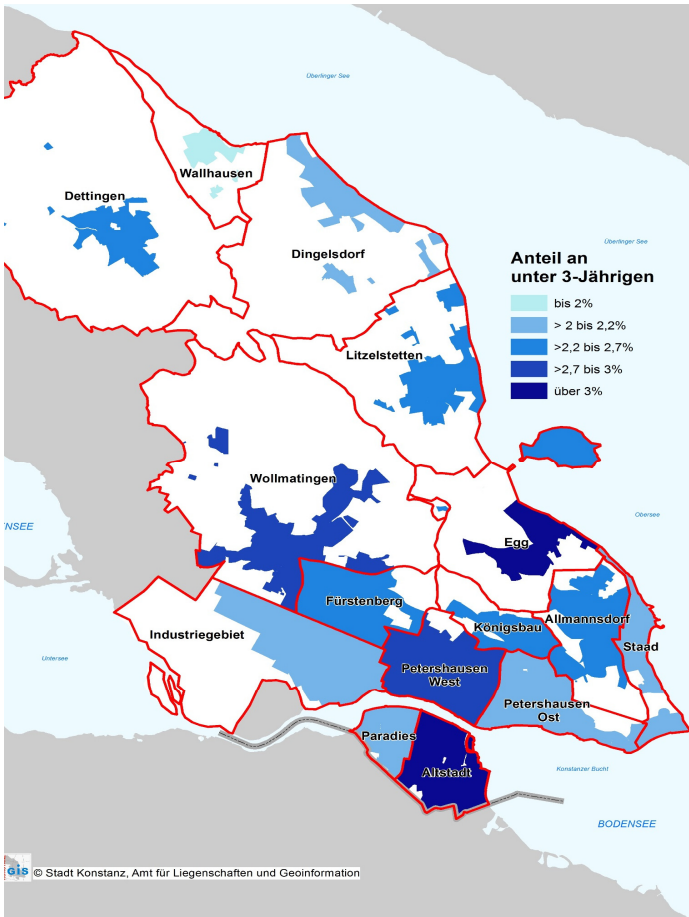 Überlinger See
Wallhausen
Dettingen
Überlinger See
Dingelsdorf
Anteil an
unter 3-Jährigen
bis 2%
> 2 bis 2,2%
>2,2 bis 2,7%
>2,7 bis 3%
über 3%
Litzelstetten
Wollmatingen
Obersee
ENSEE
Egg
Fürstenberg
Allmannsdorf
Königsbau
Industriegebiet
Staad
Untersee
Petershausen
West
Petershausen
Ost
Paradies
Altstadt
Konstanzer Bucht
BODENSEE
GIS © Stadt Konstanz, Amt für Liegenschaften und Geoinformation